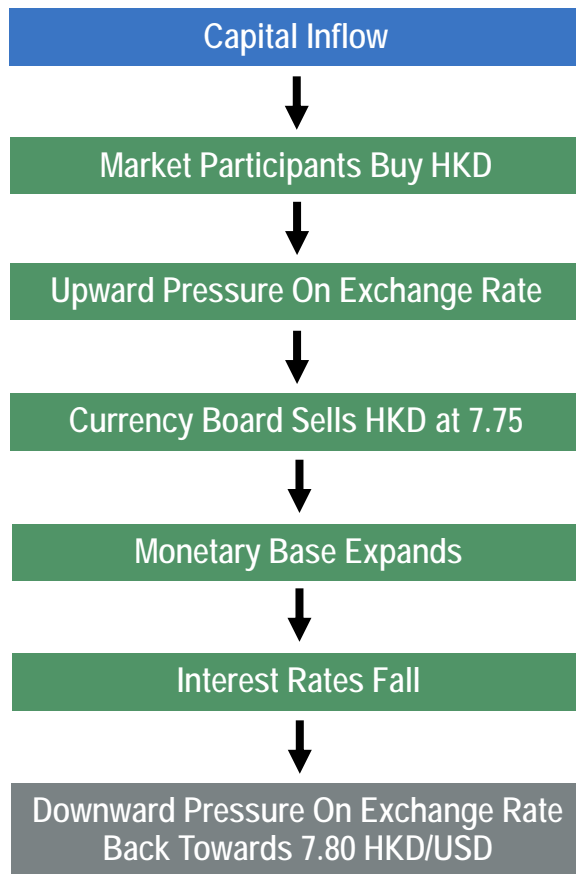 Capital Inflow
Market Participants Buy HKD
Upward Pressure On Exchange Rate
Currency Board Sells HKD at 7.75
Monetary Base Expands
Interest Rates Fall
Downward Pressure On Exchange Rate
Back Towards 7.80 HKD/USD